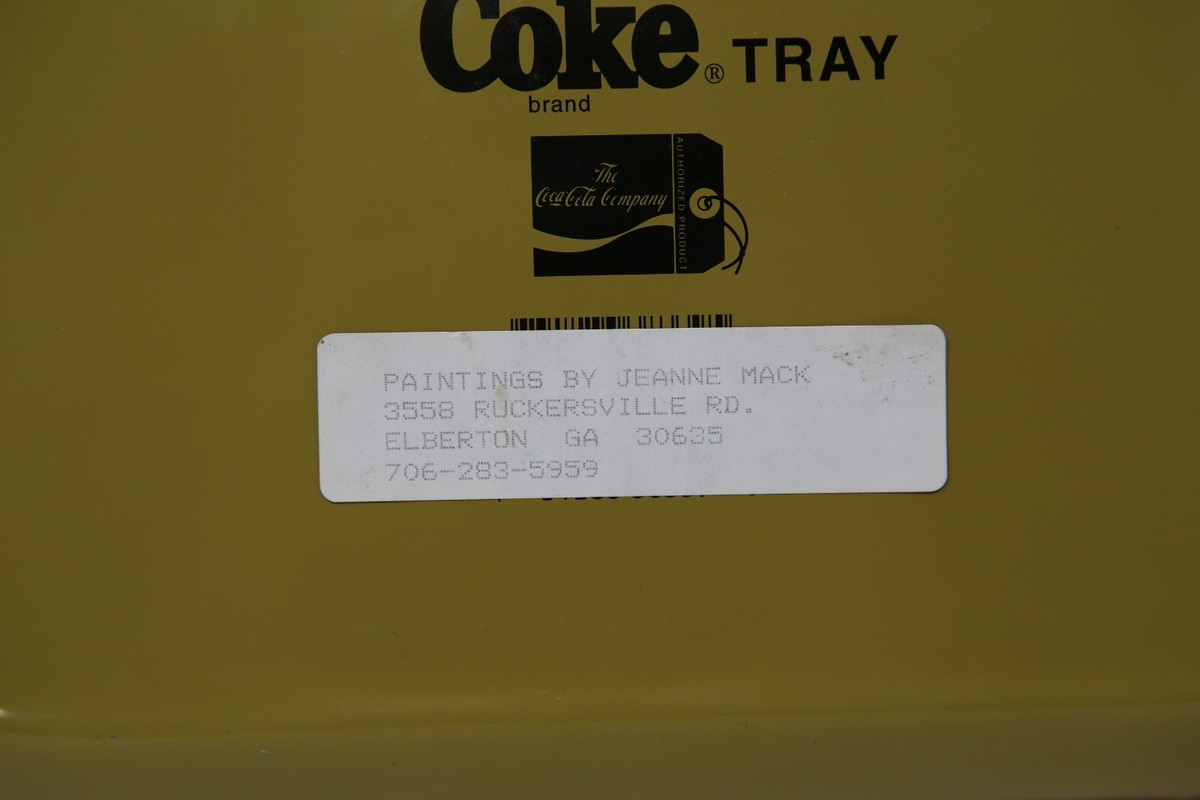 Coke® TRAY
brand
The
Coca-Cola Company
AUTHORIZED PRODUCT
PAINTINGS BY JEANNE MACK
3558 RUCKERSVILLE RD.
ELBERTON GA 30635
706-283-5959